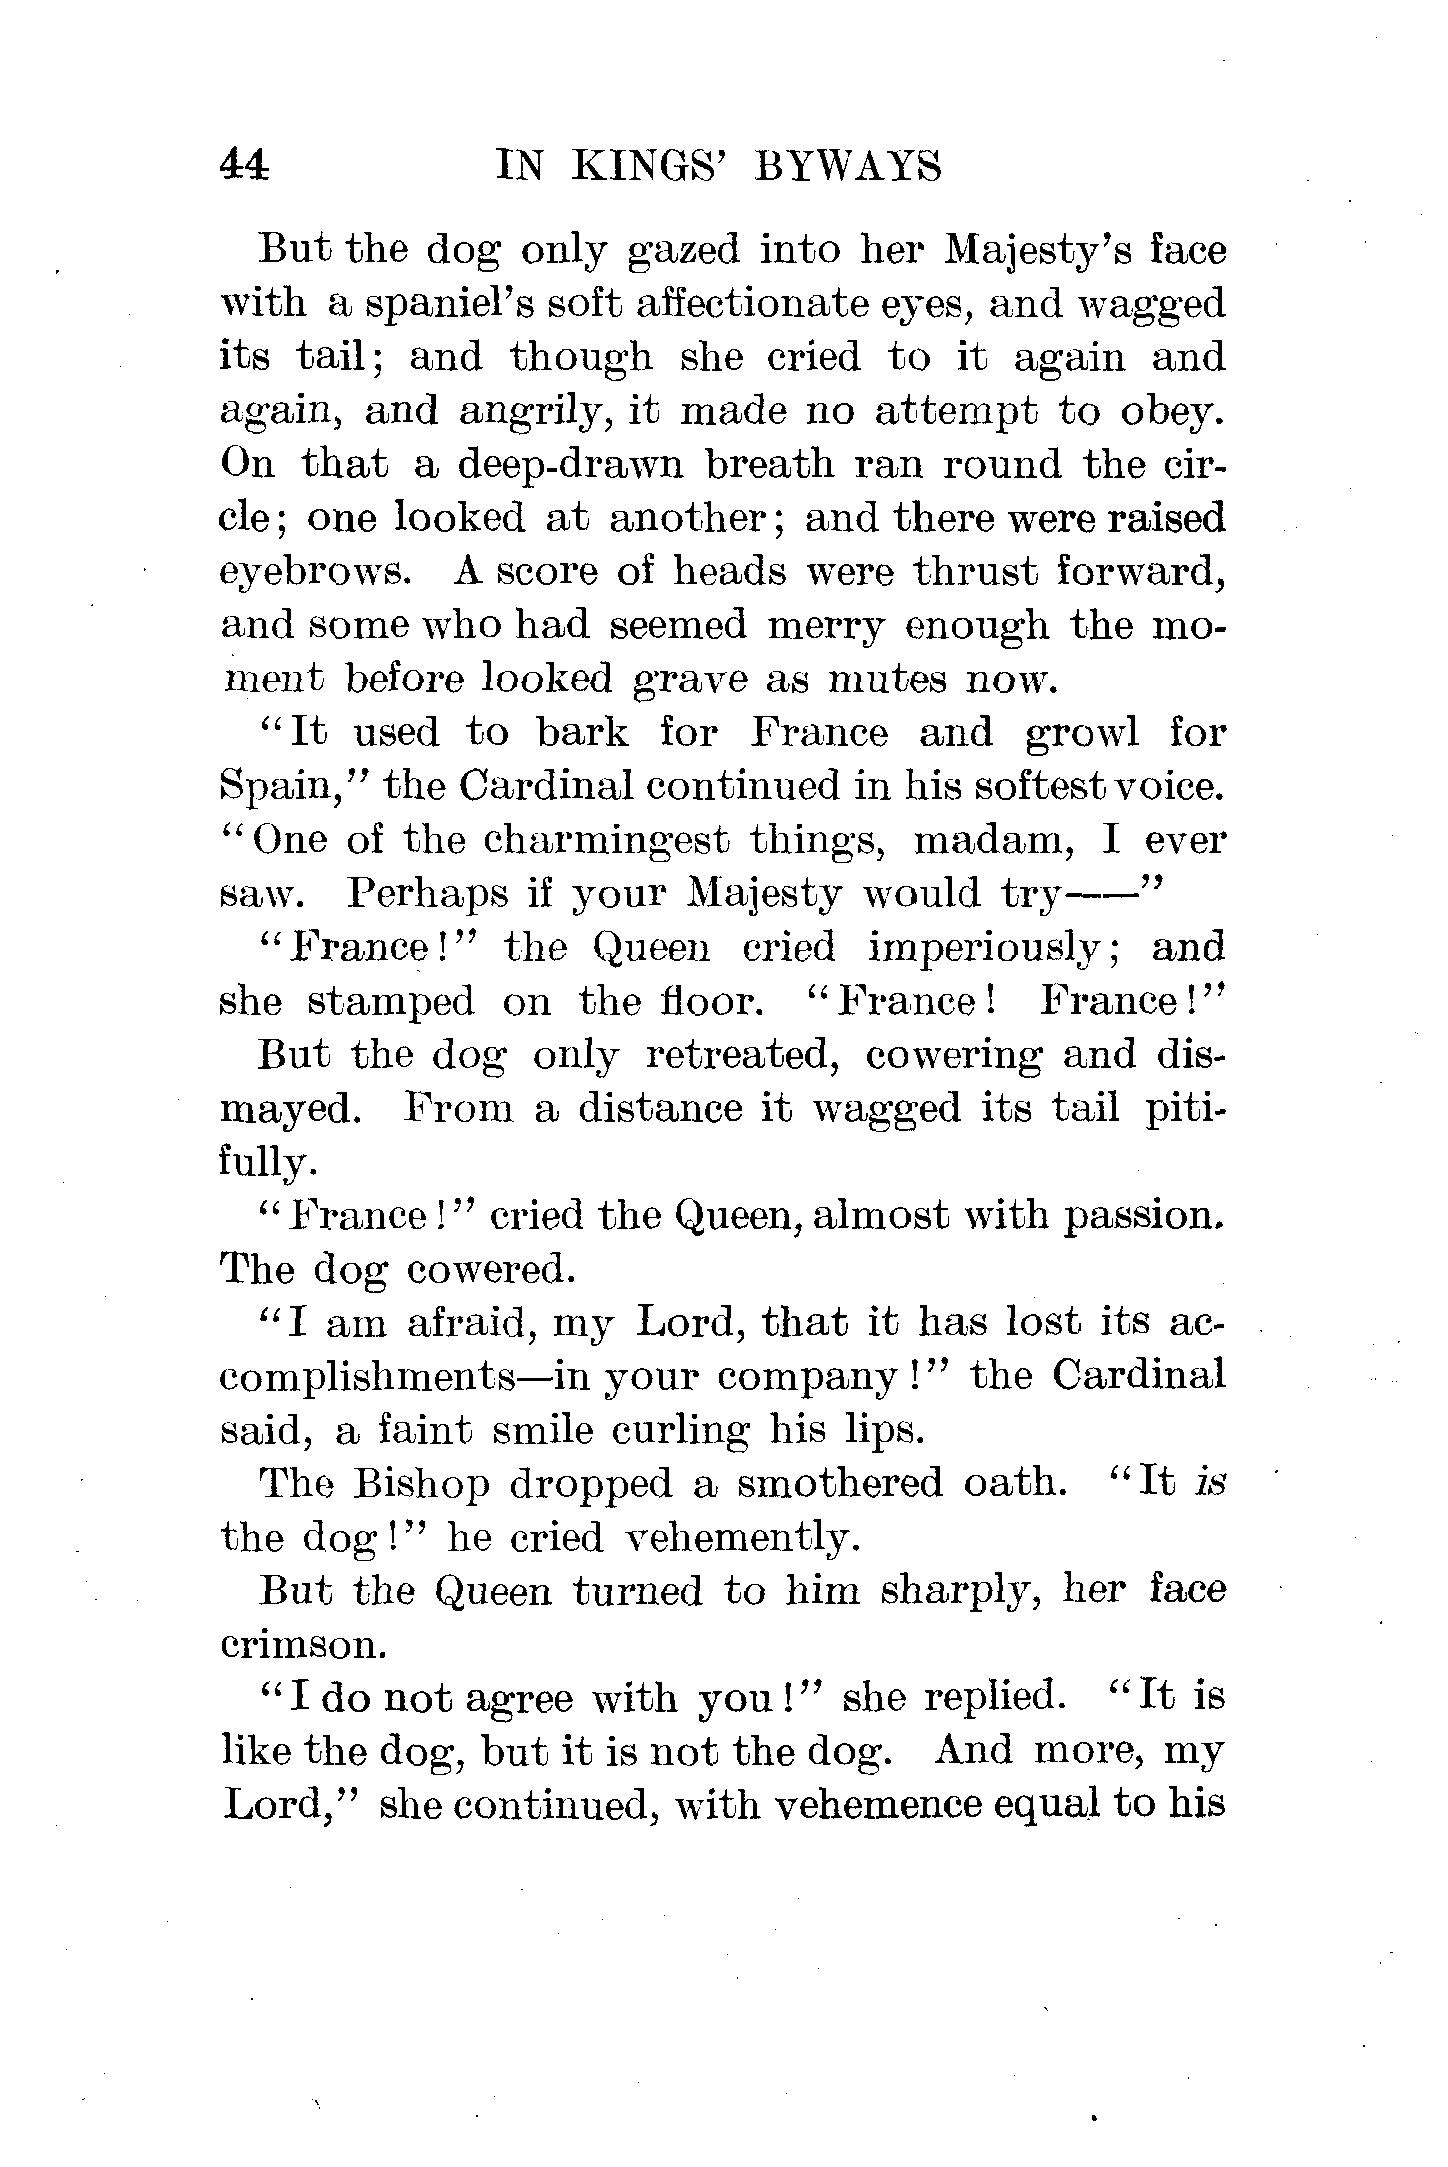 44 IN KINGS' BYWAYS
But the dog only gazed into her Majesty's face
with a spaniel's soft affectionate eyes, and wagged
its tail; and though she cried to it again and
again, and angrily, it made no attempt to obey.
On that a deep-drawn breath ran round the cir-
cle; one looked at another; and there were raised
eyebrows. A score of heads were thrust forward,
and some who had seemed merry enough the mo-
ment before looked grave as mutes now.
"It used to bark for France and growl for
Spain," the Cardinal continued in his softest voice.
"One of the charmingest things, madam, I ever
saw. Perhaps if your Majesty would try——"
"France!" the Queen cried imperiously; and
she stamped on the floor. "France! France!"
But the dog only retreated, cowering and dis-
mayed. From a distance it wagged its tail piti-
fully.
"France!" cried the Queen, almost with passion.
The dog cowered.
"I am afraid, my Lord, that it has lost its ac-
complishments—in your company!" the Cardinal
said, a faint smile curling his lips.
The Bishop dropped a smothered oath. "It is
the dog!" he cried vehemently.
But the Queen turned to him sharply, her face
crimson.
"I do not agree with you!" she replied. "It is
like the dog, but it is not the dog. And more, my
Lord," she continued, with vehemence equal to his